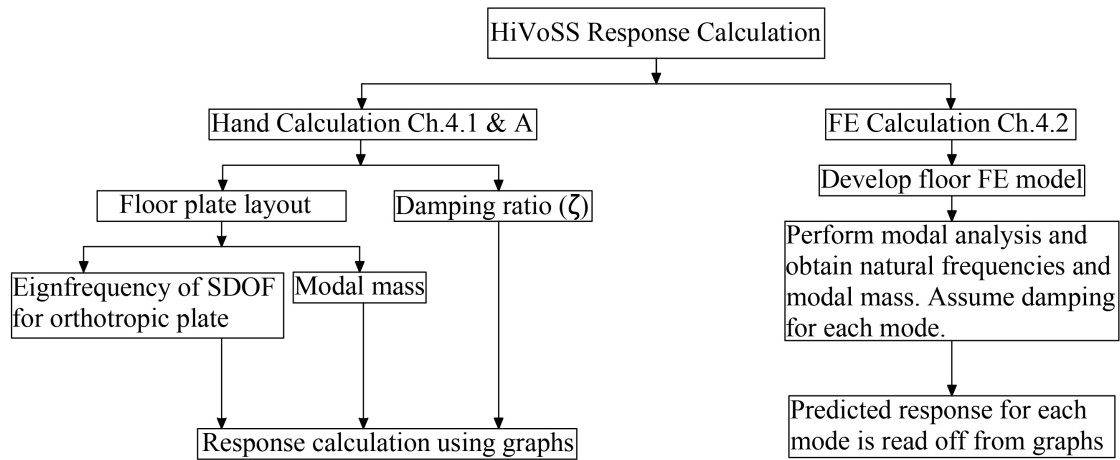 HiVoSS Response Calculation
Hand Calculation Ch.4.1 & A
FE Calculation Ch.4.2
Floor plate layout
Damping ratio (ζ)
Develop floor FE model
Eignfrequency of SDOF
for orthotropic plate
Modal mass
Perform modal analysis and
obtain natural frequencies and
modal mass. Assume damping
for each mode.
Response calculation using graphs
Predicted response for each
mode is read off from graphs